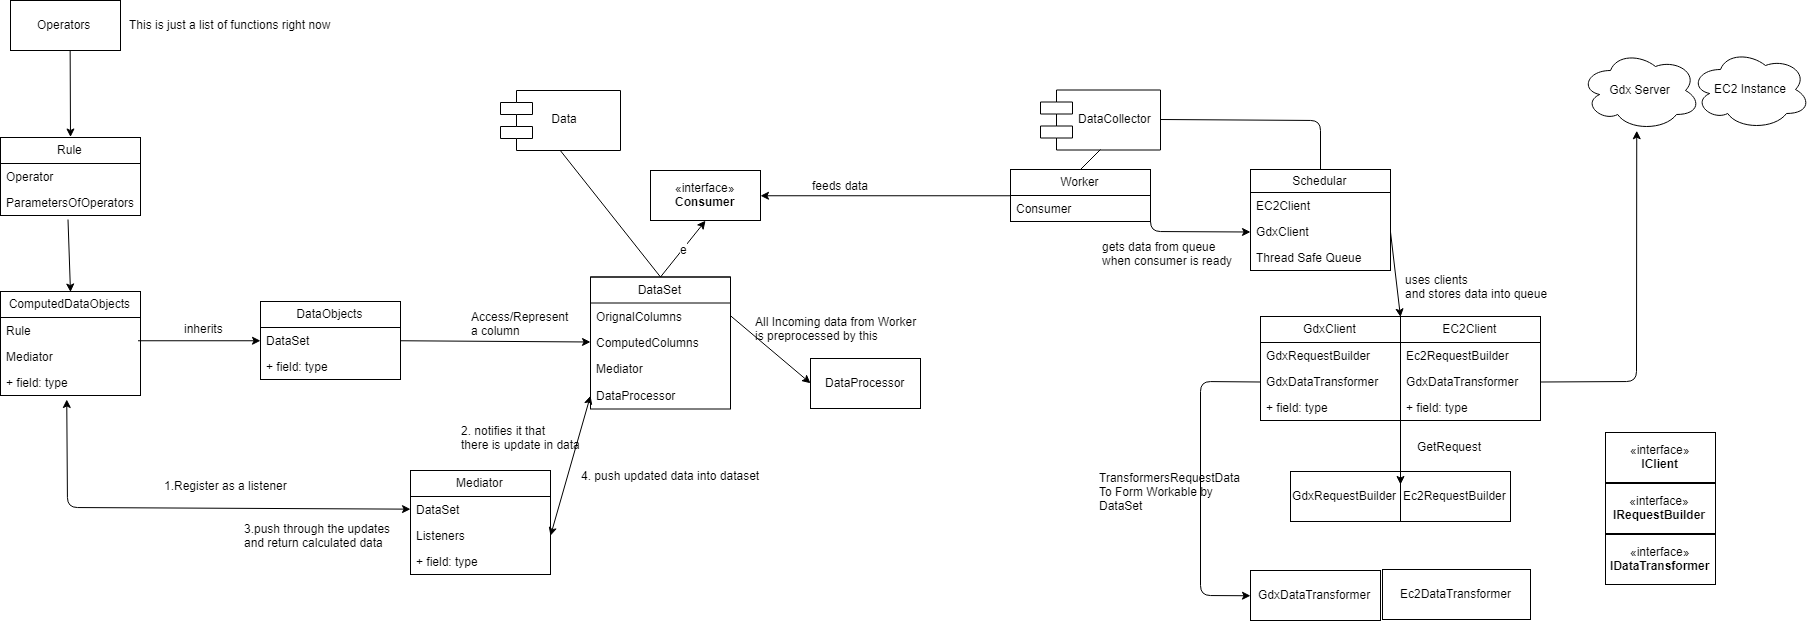 Operators
This is just a list of functions right now
Rule
Operator
ParametersOfOperators
ComputedDataObjects
Rule
Mediator
+ field: type
inherits
DataObjects
DataSet
+ field: type
Access/Represent
a column
Data
«interface»
Consumer
e
DataSet
OrignalColumns
ComputedColumns
Mediator
DataProcessor
All Incoming data from Worker
is preprocessed by this
DataProcessor
2. notifies it that
there is update in data
4. push updated data into dataset
1.Register as a listener
3.push through the updates
and return calculated data
Mediator
DataSet
Listeners
+ field: type
feeds data
DataCollector
Worker
Consumer
gets data from queue
when consumer is ready
Schedular
EC2Client
GdxClient
Thread Safe Queue
uses clients
and stores data into queue
GdxClient
GdxRequestBuilder
GdxDataTransformer
+ field: type
EC2Client
Ec2RequestBuilder
GdxDataTransformer
+ field: type
GetRequest
GdxRequestBuilder
Ec2RequestBuilder
TransformersRequestData
To Form Workable by
DataSet
GdxDataTransformer
Ec2DataTransformer
Gdx Server
EC2 Instance
«interface»
IClient
«interface»
IRequestBuilder
«interface»
IDataTransformer